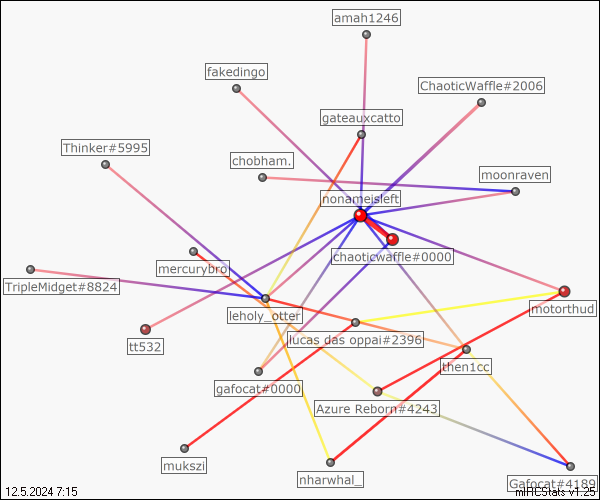 amah1246
fakedingo
ChaoticWaffle#2006
gateauxcatto
Thinker#5995
chobham.
moonraven
nonameisleft
chaoticwaffle#0000
mercurybro
TripleMidget#8824
leholy_otter
motorthud
lucas das oppai#2396
tt532
then1cc
gafocat#0000
Azure Reborn#4243
mukszi
nharwhal_
Gafocat#4189
12.5.2024 7:15
mIRCStats v1.25